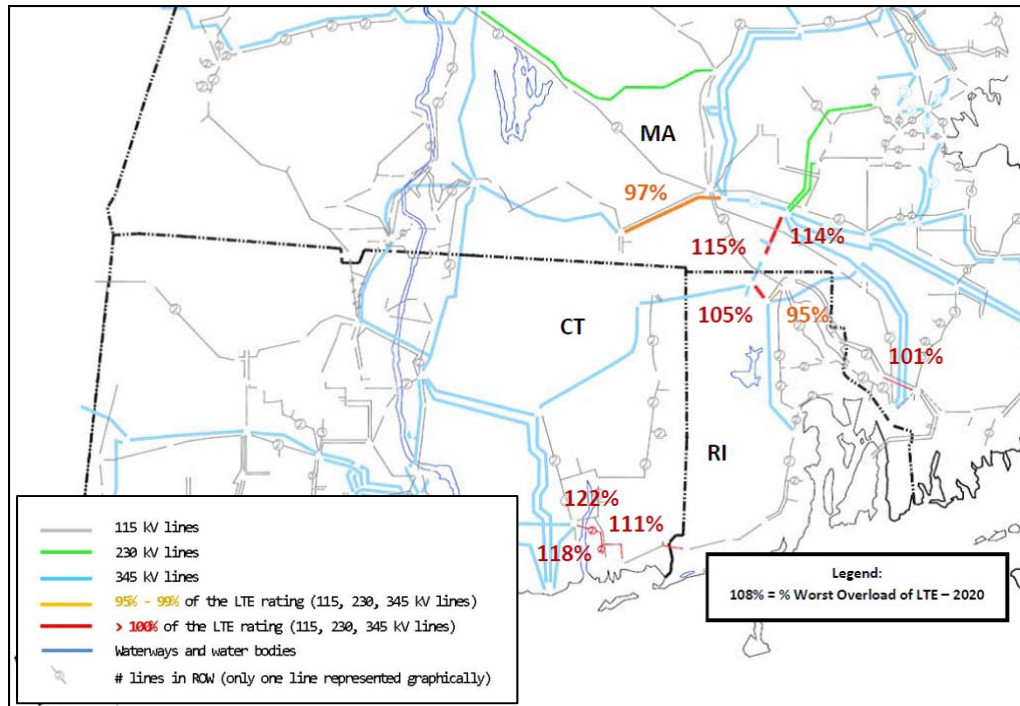 MA
97%
115%
114%
CT
105%
95%
101%
RI
122%
111%
118%
115 kV lines
230 kV lines
345 kV lines
95% - 99% of the LTE rating (115, 230, 345 kV lines)
> 100% of the LTE rating (115, 230, 345 kV lines)
Waterways and water bodies
# lines in ROW (only one line represented graphically)
Legend:
108% = % Worst Overload of LTE – 2020